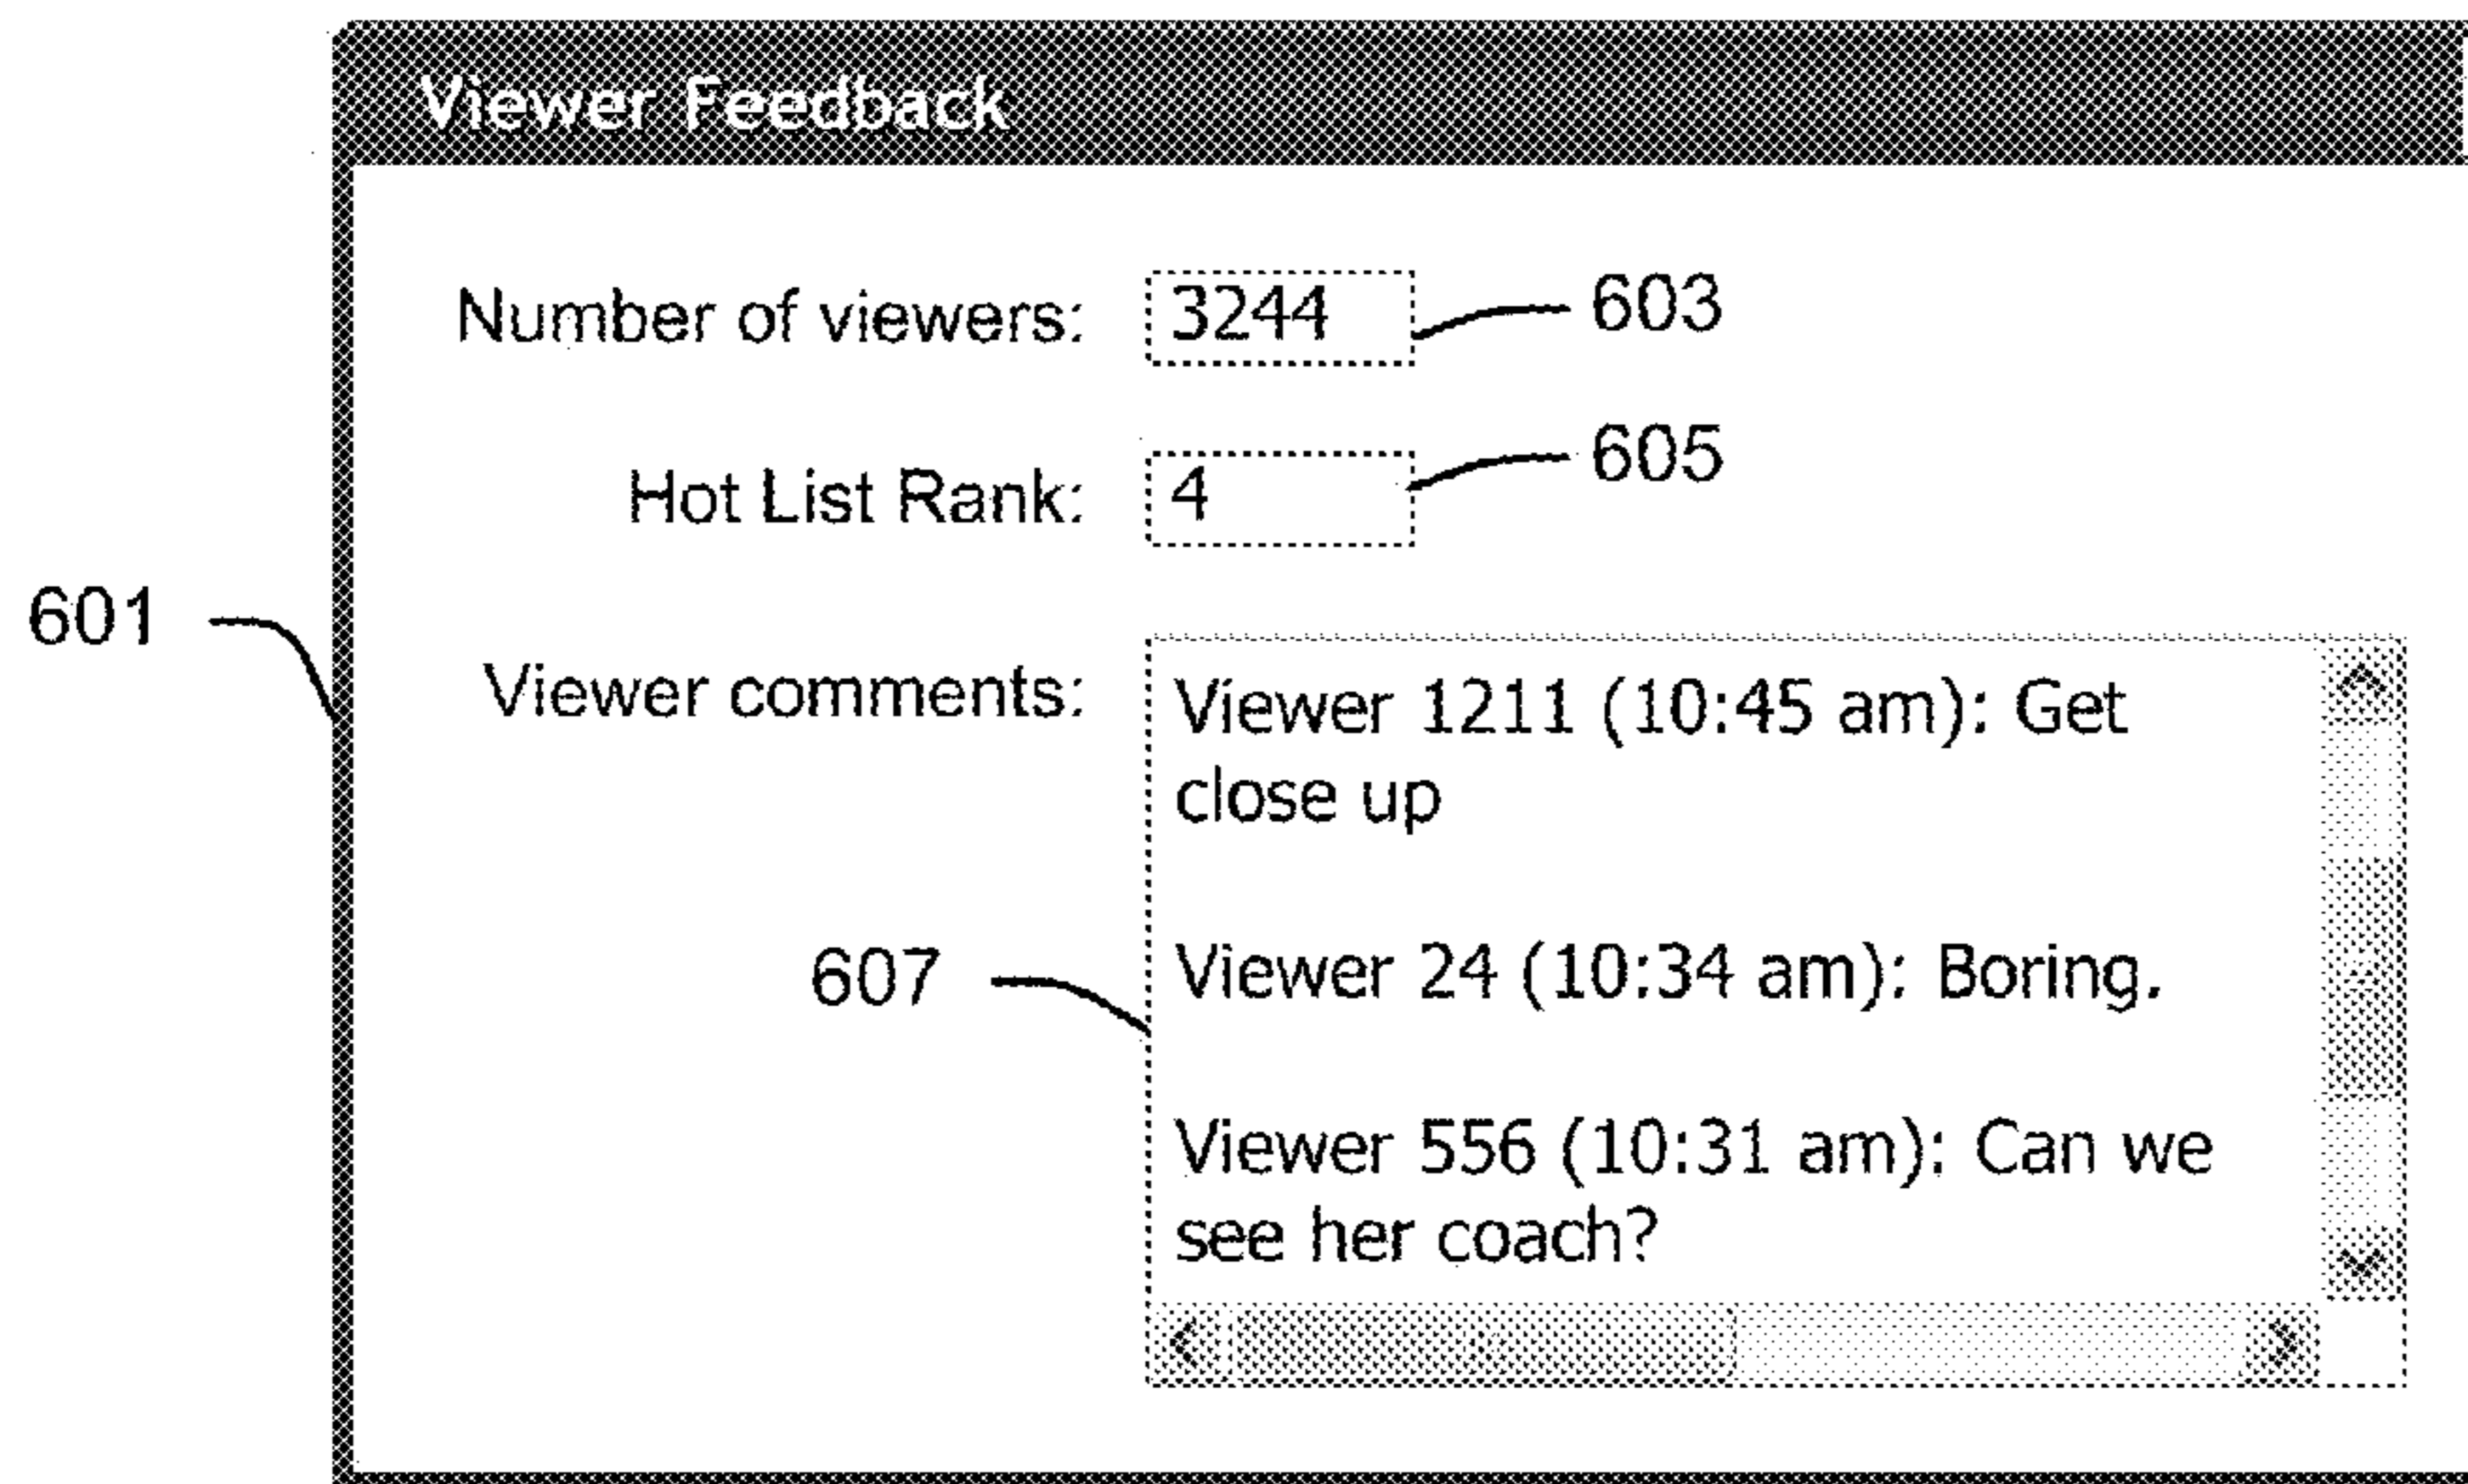 Viewer Feedback
Number of viewers: 3244 603
Hot List Rank: 4 605
601
Viewer comments: Viewer 1211 (10:45 am): Get
close up
607 Viewer 24 (10:34 am): Boring.
Viewer 556 (10:31 am): Can we
see her coach?